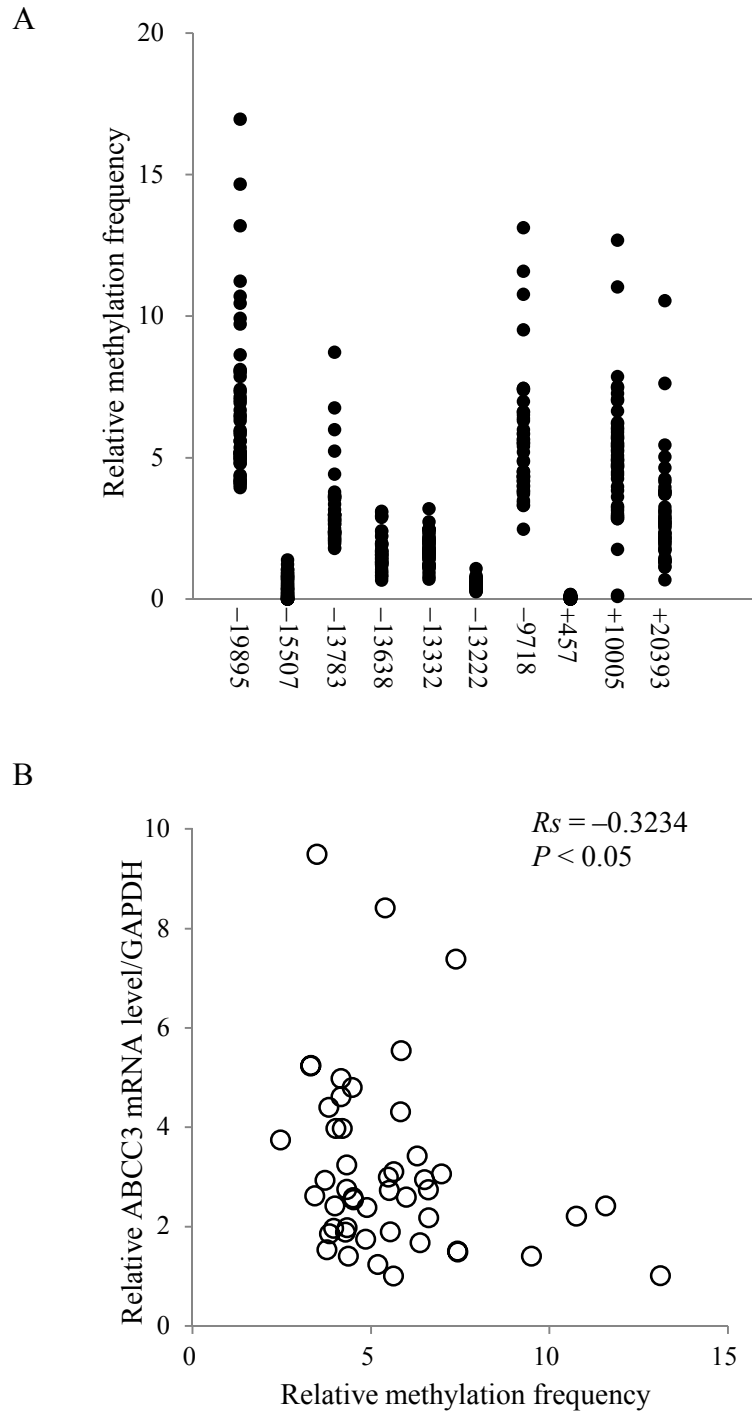 A
Relative methylation frequency
20
15
10
5
0
–19895
–15507
–13783
–13638
–13332
–13222
–9718
+457
+10005
+20393
B
Rs = –0.3234
P < 0.05
Relative ABCC3 mRNA level/GAPDH
10
8
6
4
2
0
0 5 10 15
Relative methylation frequency